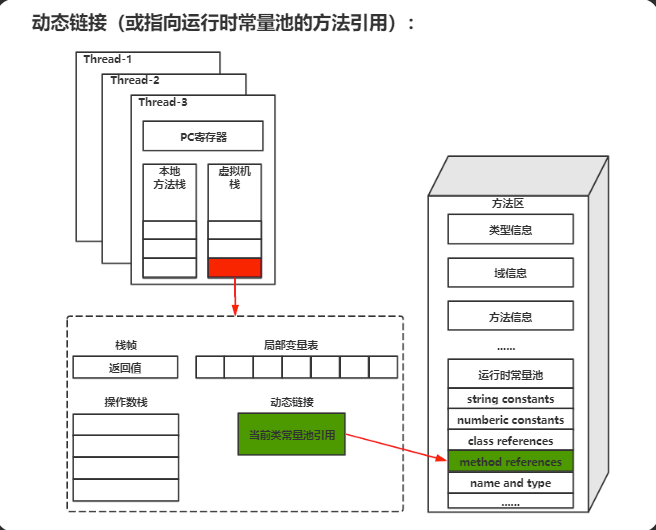 动态链接（或指向运行时常量池的方法引用）：
Thread-1
Thread-2
Thread-3
PC寄存器
本地
方法栈
虚拟机
栈
方法区
类型信息
域信息
方法信息
......
运行时常量池
string constants
numberic constants
class references
method references
name and type
......
栈帧
返回值
局部变量表
操作数栈
动态链接
当前类常量池引用